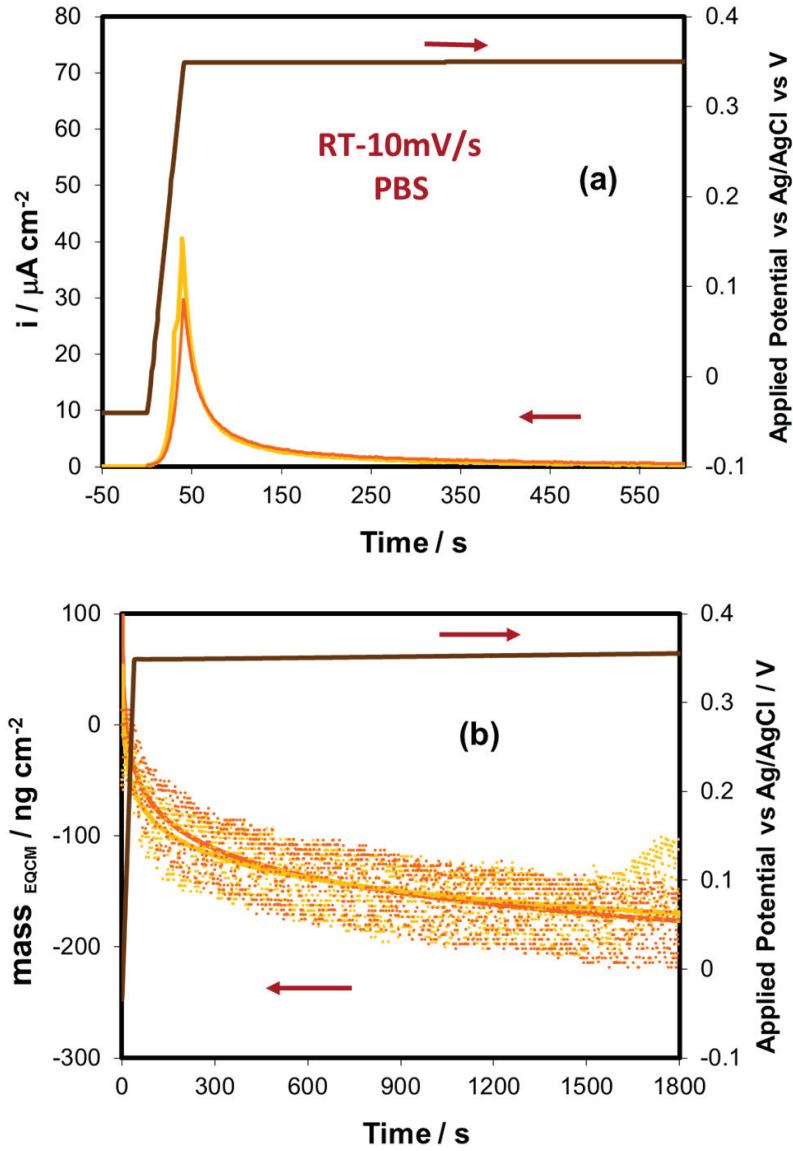 80
70
60
50
40
30
20
10
0
i / µA cm-2
0.4
0.3
0.2
0.1
0
-0.1
Applied Potential vs Ag/AgCl vs V
RT-10mV/s
PBS
(a)
-50 50 150 250 350 450 550
Time / s
100
0
-100
-200
-300
mass EQCM / ng cm-2
0.4
0.3
0.2
0.1
0
-0.1
Applied Potential vs Ag/AgCl / V
(b)
0 300 600 900 1200 1500 1800
Time / s